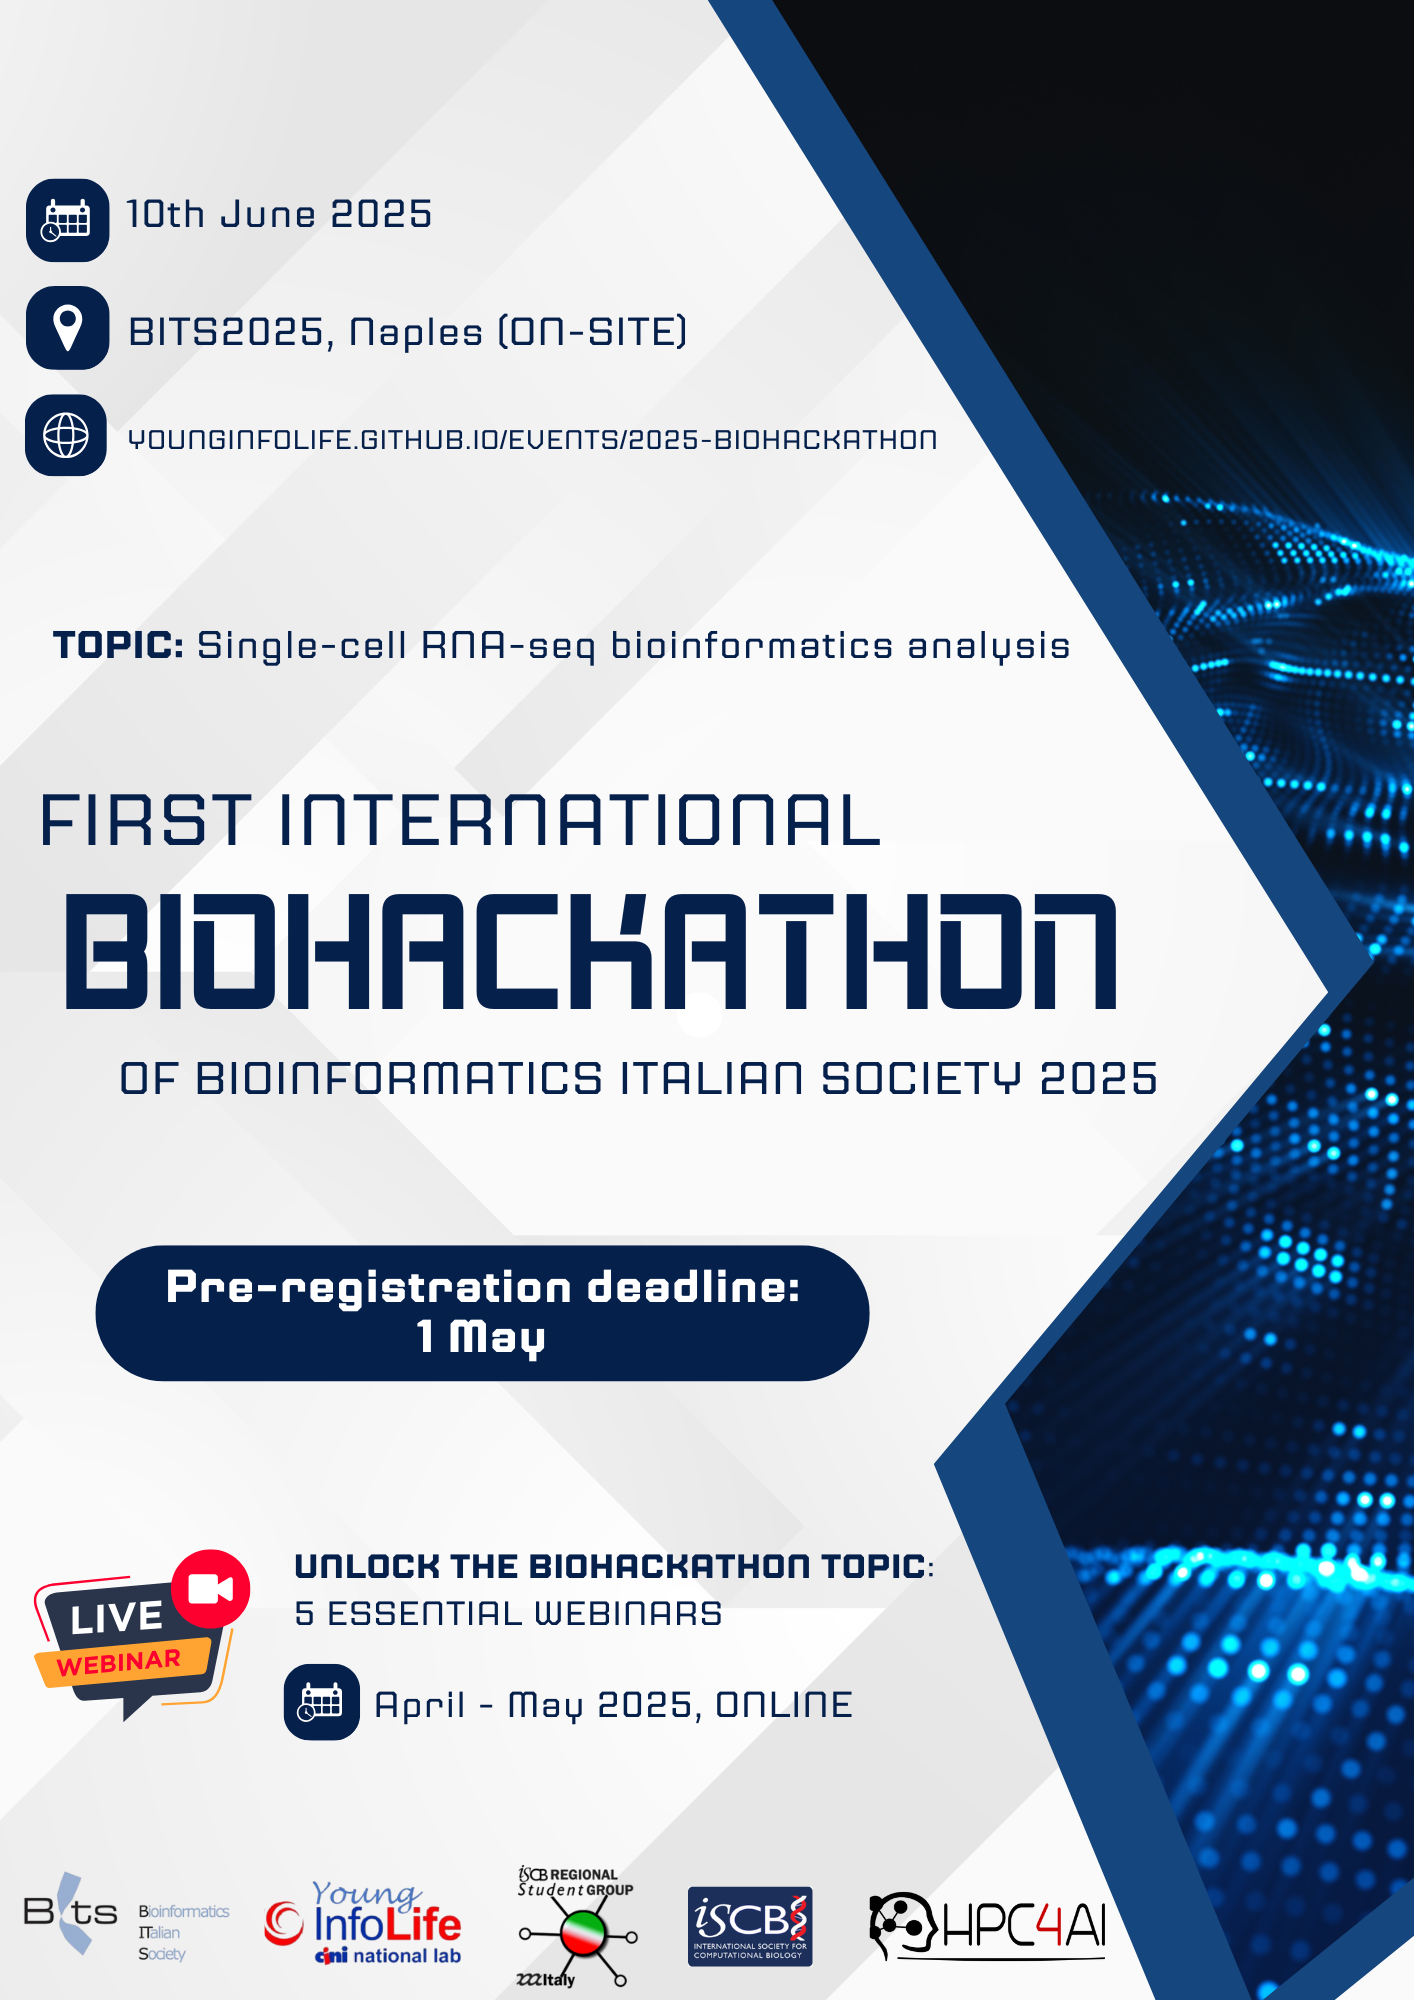 10th June 2025
BITS2025, Naples (ON-SITE)
YOUNGINFOLIFE.GITHUB.IO/EVENTS/2025-BIOHACKATHON
TOPIC: Single-cell RNA-seq bioinformatics analysis
FIRST INTERNATIONAL
BIOHACKATHON
OF BIOINFORMATICS ITALIAN SOCIETY 2025
Pre-registration deadline:
1 May
LIVE
WEBINAR
UNLOCK THE BIOHACKATHON TOPIC:
5 ESSENTIAL WEBINARS
April - May 2025, ONLINE
Bits
Bioinformatics
ITalian
Society
Young
InfoLife
cini national lab
iSCB REGIONAL
Student GROUP
Italy
iSCB
INTERNATIONAL SOCIETY FOR
COMPUTATIONAL BIOLOGY
HPC4AI